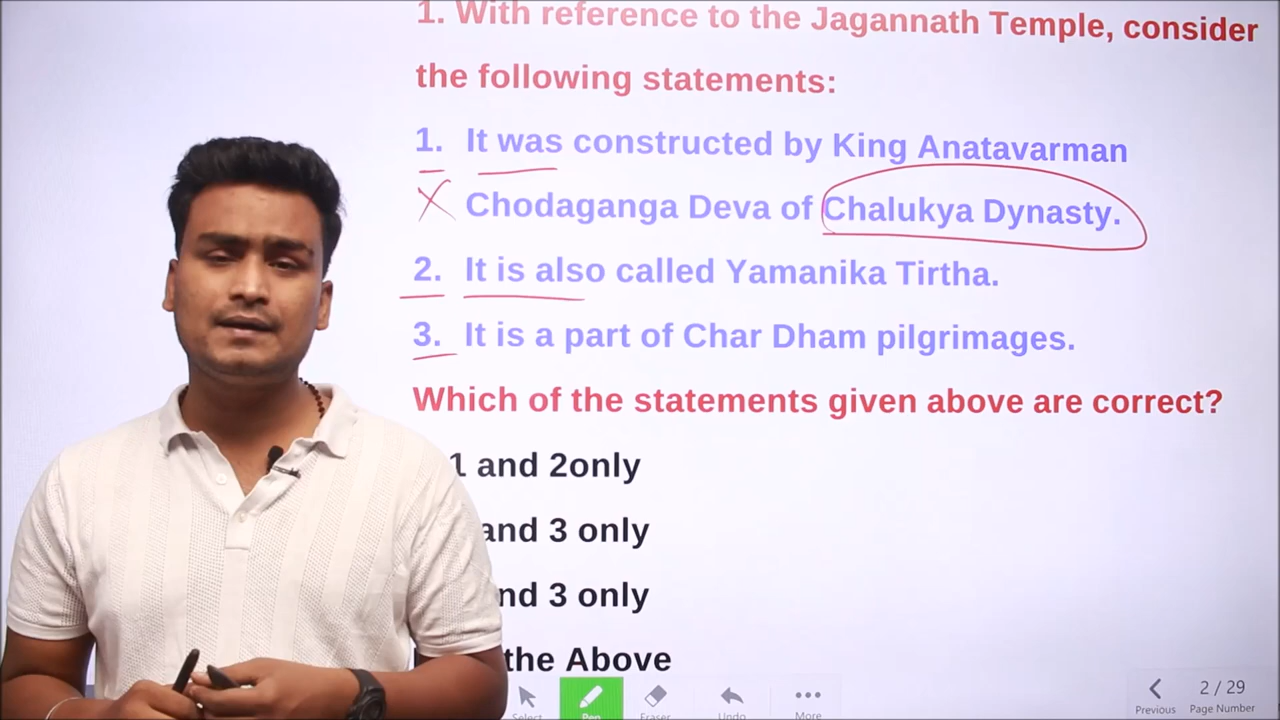 1. With reference to the Jagannath Temple, consider
the following statements:
1. It was constructed by King Anatavarman
Chodaganga Deva of Chalukya Dynasty.
2. It is also called Yamanika Tirtha.
3. It is a part of Char Dham pilgrimages.
Which of the statements given above are correct?
1 and 2only
and 3 only
nd 3 only
the Above
Select Pen Eraser Undo More
Previous 2 / 29 Page Number